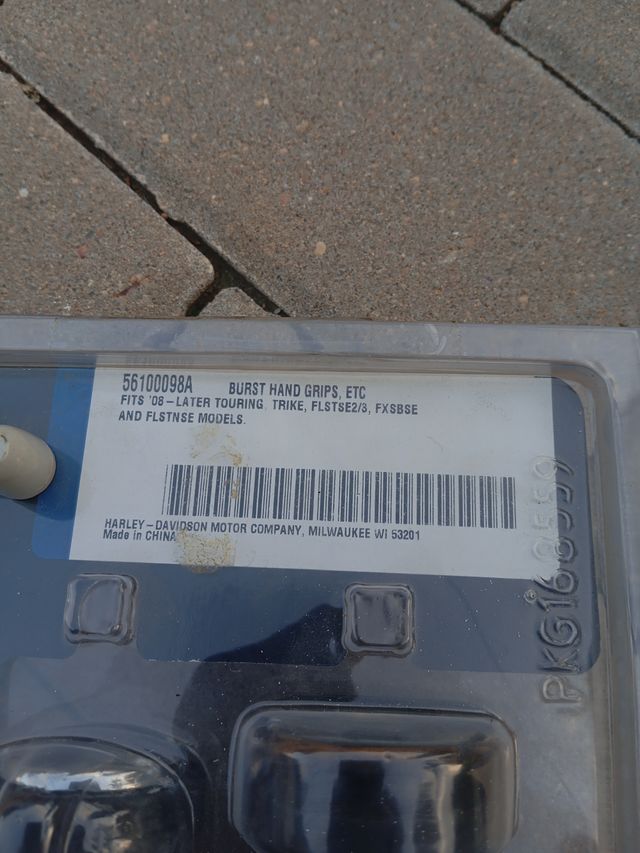 56100098A BURST HAND GRIPS, ETC
FITS '08-LATER TOURING, TRIKE, FLSTSE2/3, FXSBSE
AND FLSTNSE MODELS.
HARLEY-DAVIDSON MOTOR COMPANY, MILWAUKEE WI 53201
Made in CHINA
PKG168559